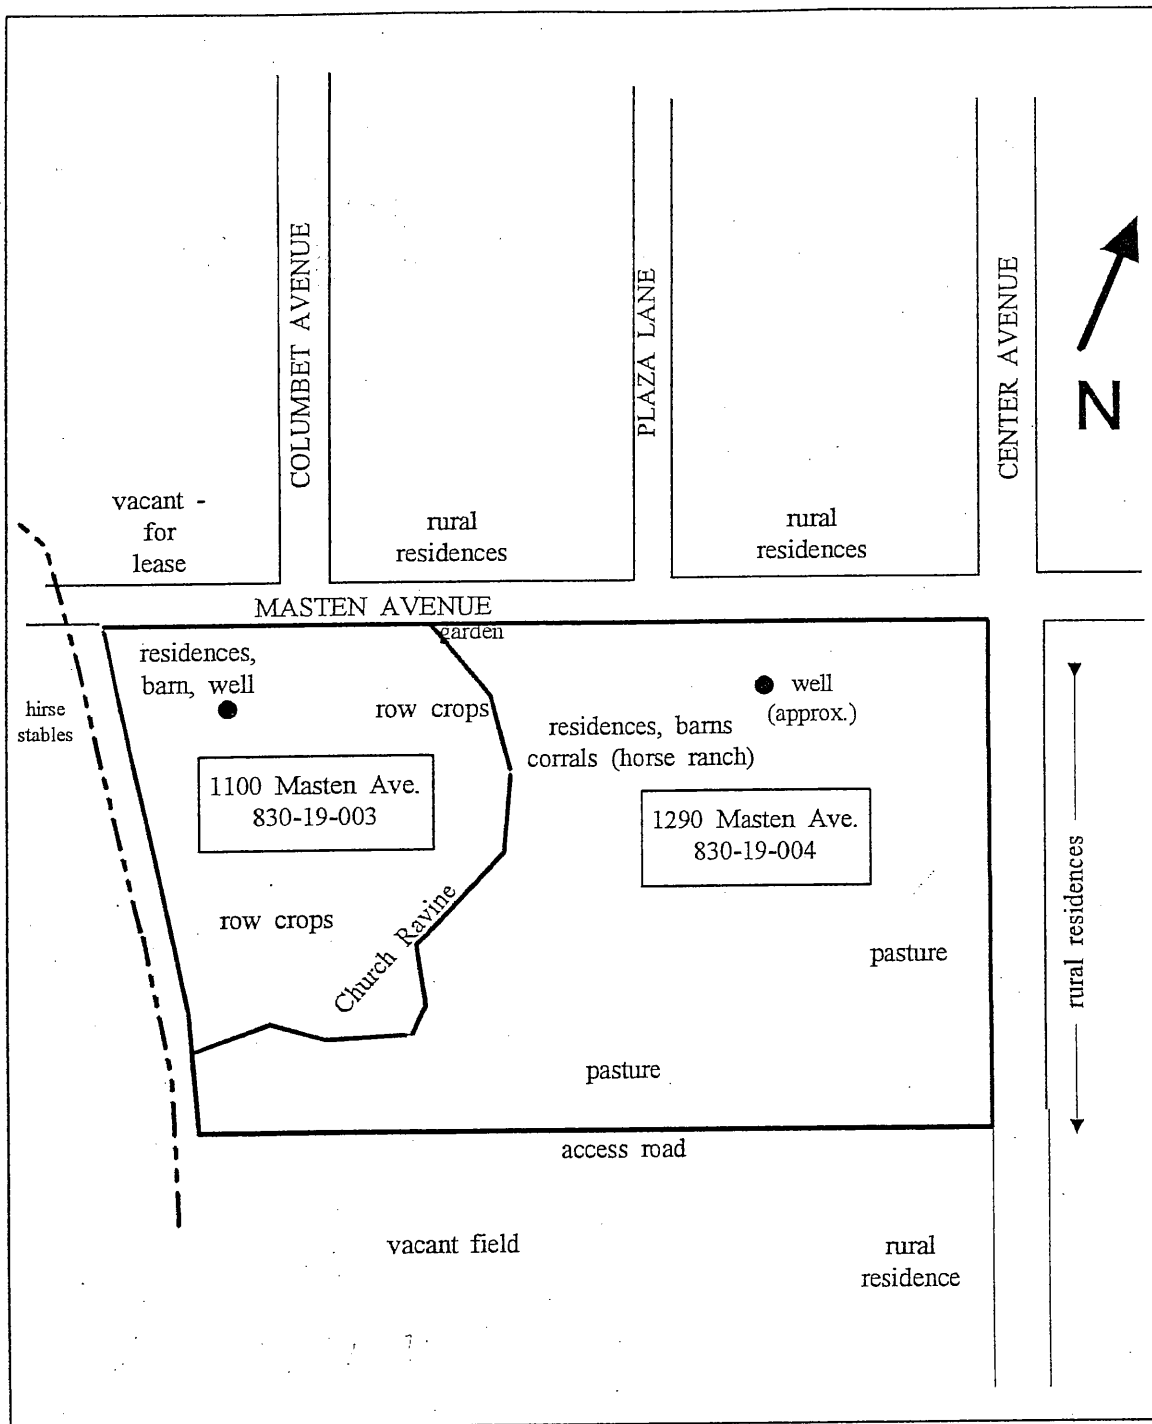 COLUMBET AVENUE
PLAZA LANE
CENTER AVENUE
N
vacant -
for
lease
rural
residences
rural
residences
MASTEN AVENUE
garden
residences,
barn, well
hirse
stables
row crops
well
(approx.)
residences, barns
corrals (horse ranch)
1100 Masten Ave.
830-19-003
1290 Masten Ave.
830-19-004
rural residences
row crops
Church Ravine
pasture
pasture
access road
vacant field
rural
residence